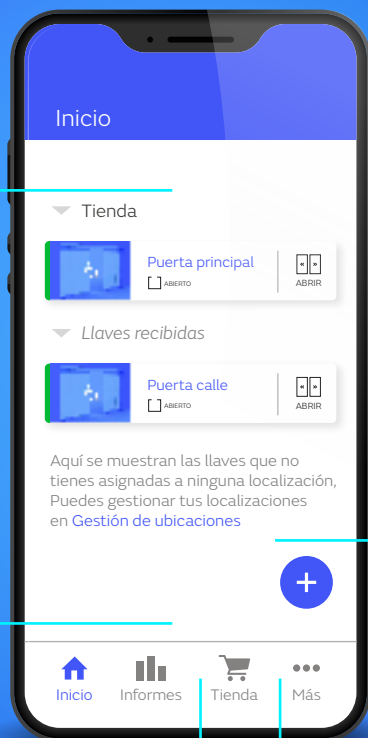 Inicio
Tienda
Puerta principal
ABIERTO
ABRIR
Llaves recibidas
Puerta calle
ABIERTO
ABRIR
Aquí se muestran las llaves que no
tienes asignadas a ninguna localización,
Puedes gestionar tus localizaciones
en Gestión de ubicaciones
+
Inicio Informes Tienda Más